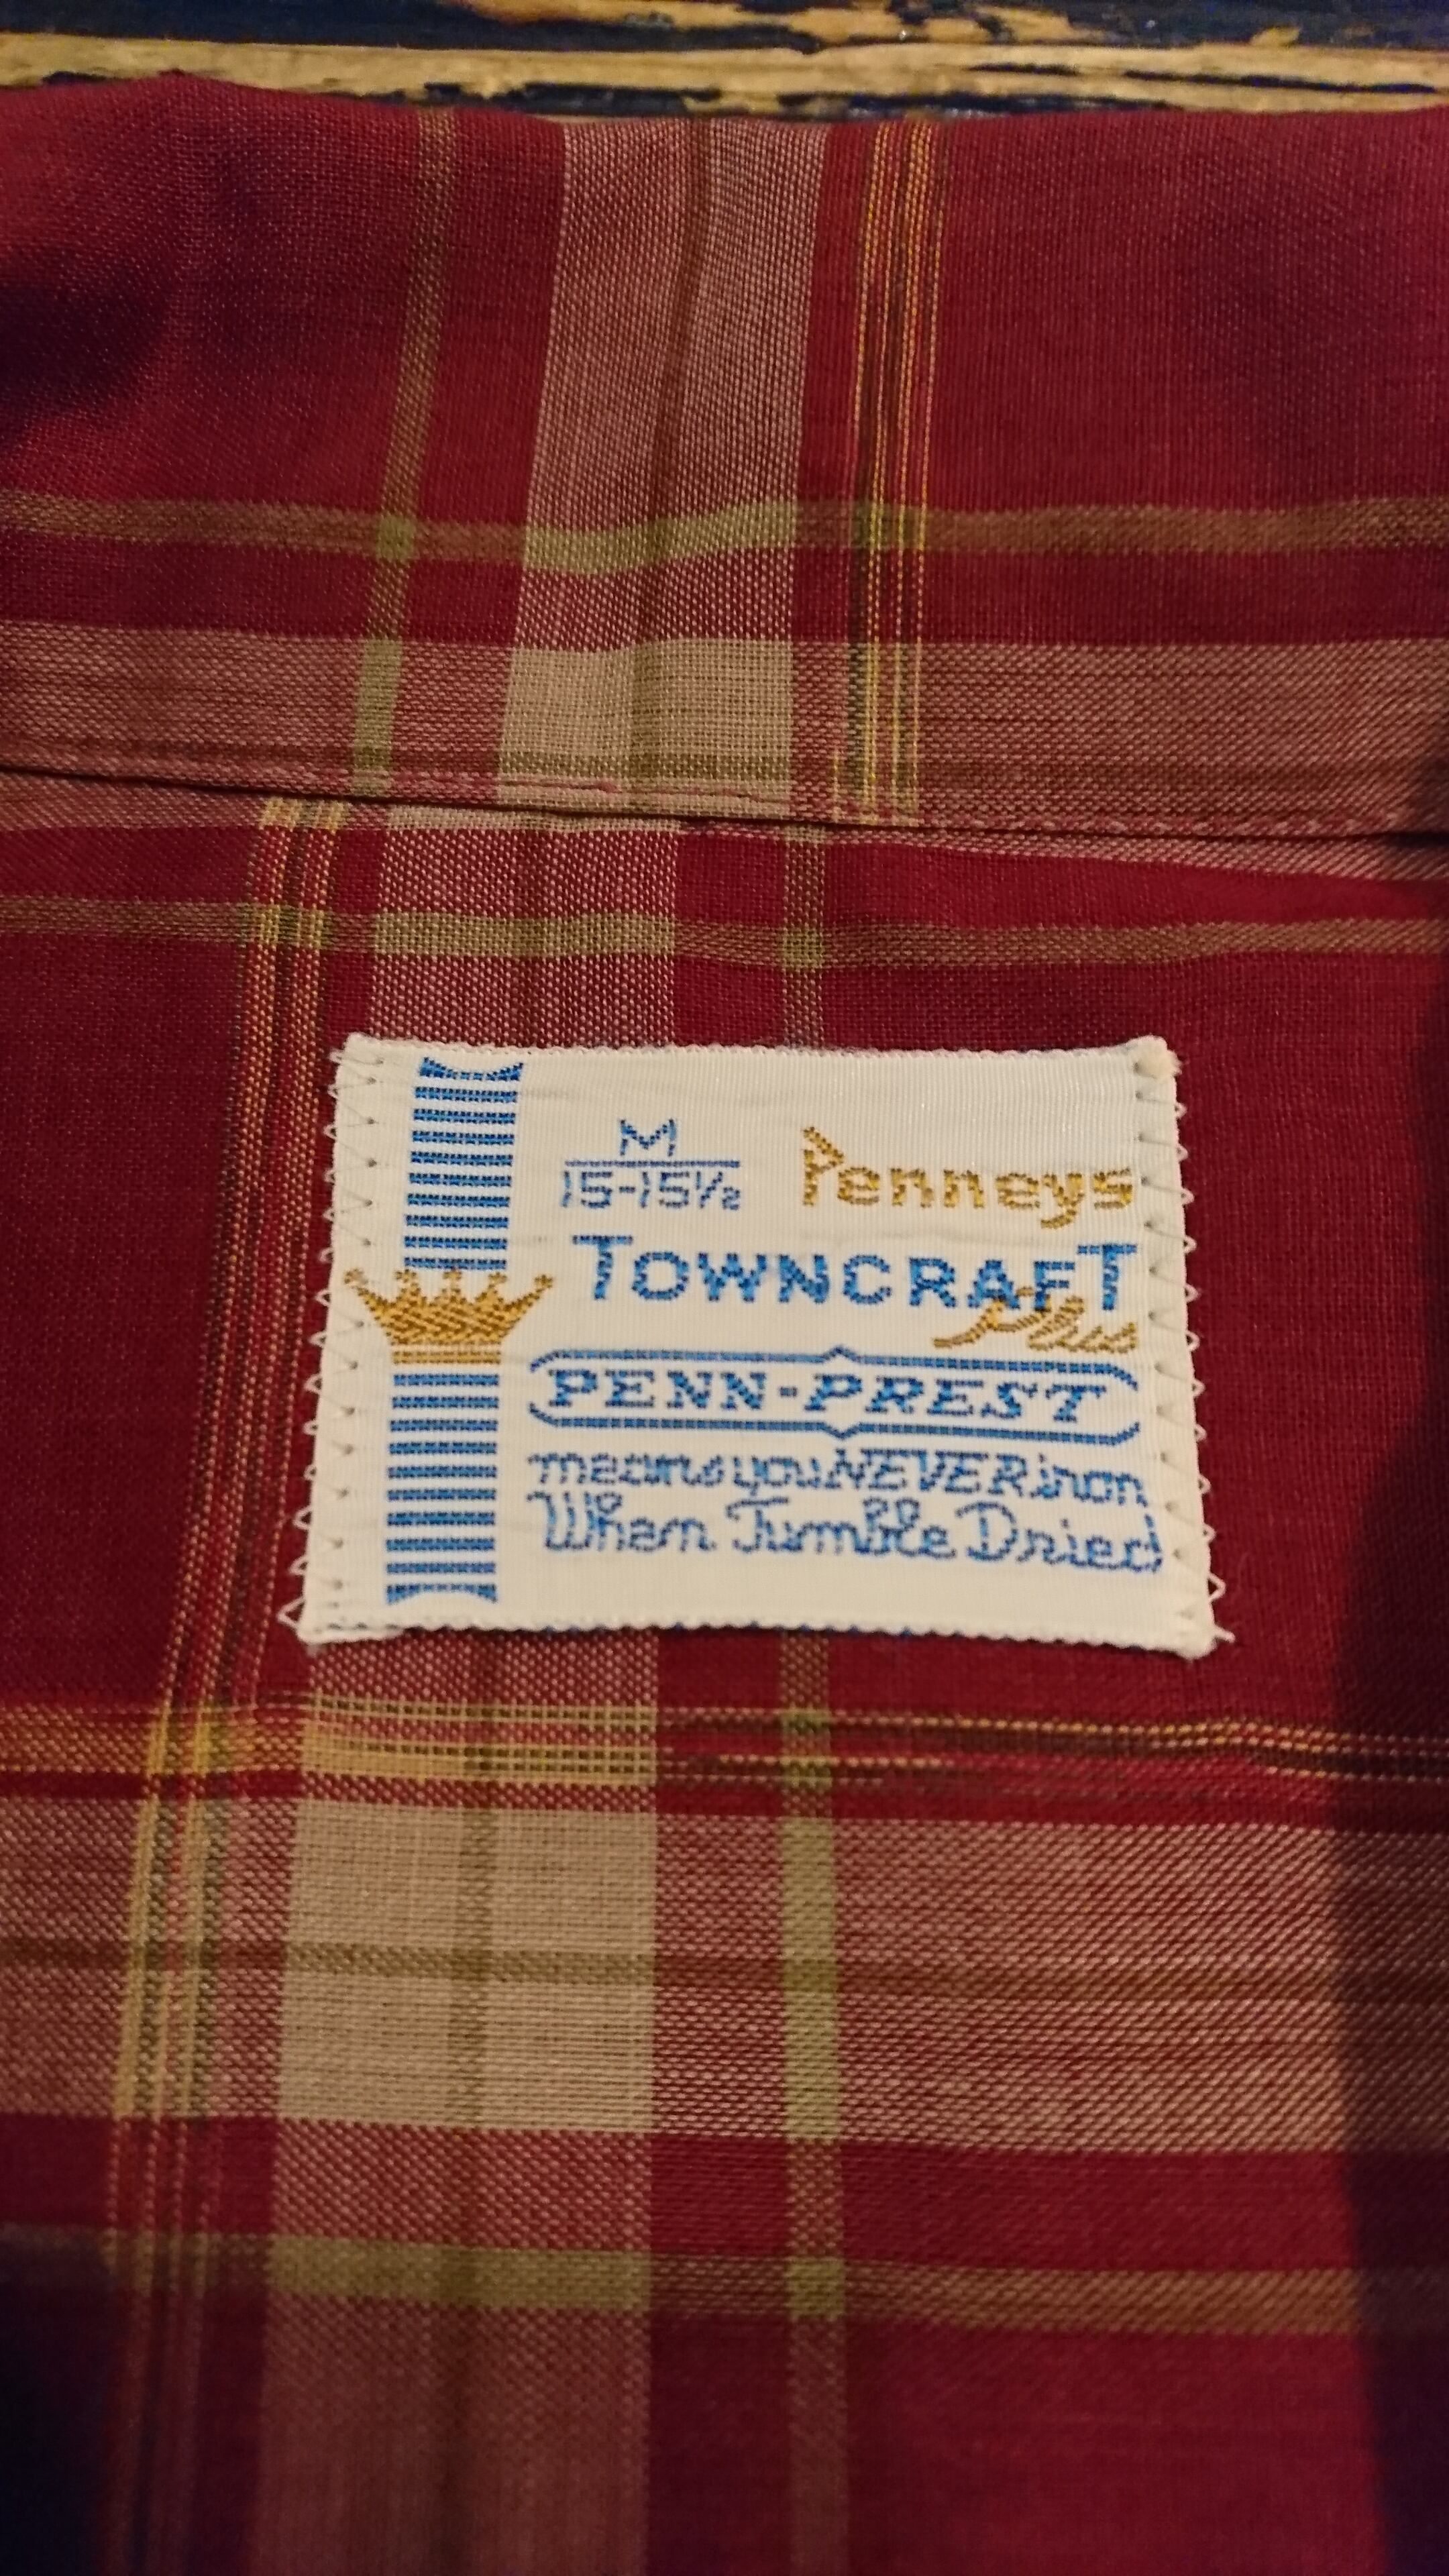 M
15-15½
Penneys
TOWNCRAFT
Plus
PENN-PREST
means you NEVER iron
When Tumble Dried